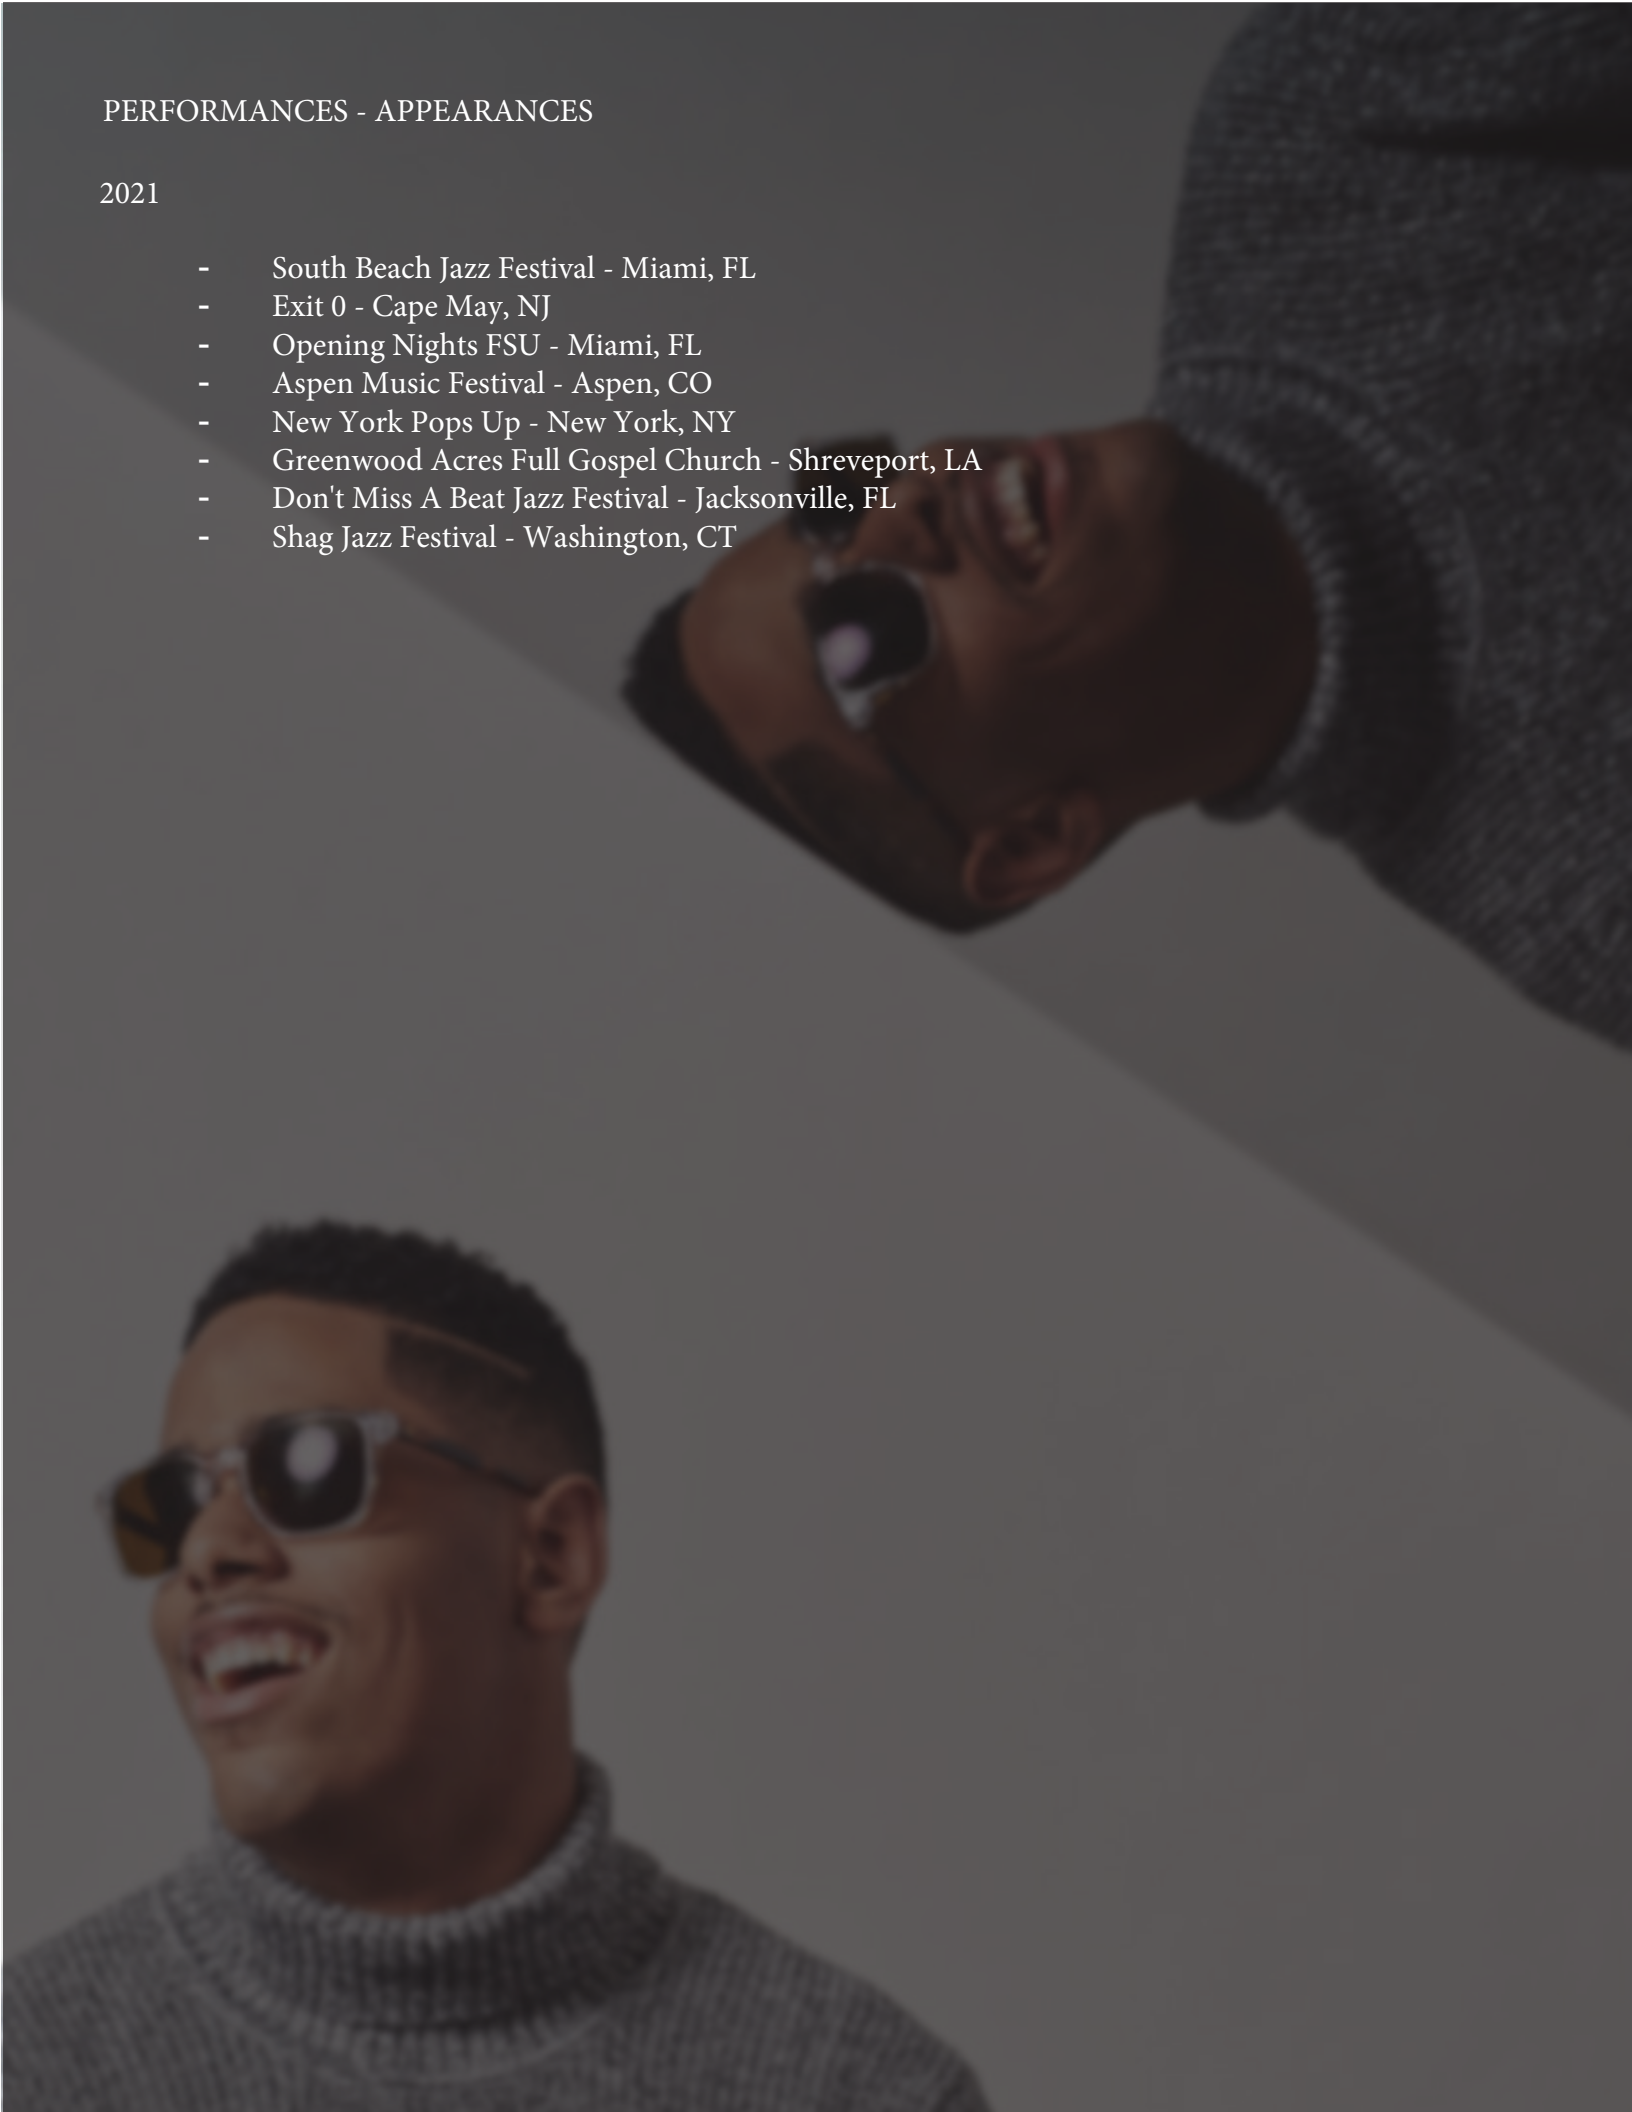 PERFORMANCES - APPEARANCES
2021
- South Beach Jazz Festival - Miami, FL
- Exit 0 - Cape May, NJ
- Opening Nights FSU - Miami, FL
- Aspen Music Festival - Aspen, CO
- New York Pops Up - New York, NY
- Greenwood Acres Full Gospel Church - Shreveport, LA
- Don't Miss A Beat Jazz Festival - Jacksonville, FL
- Shag Jazz Festival - Washington, CT